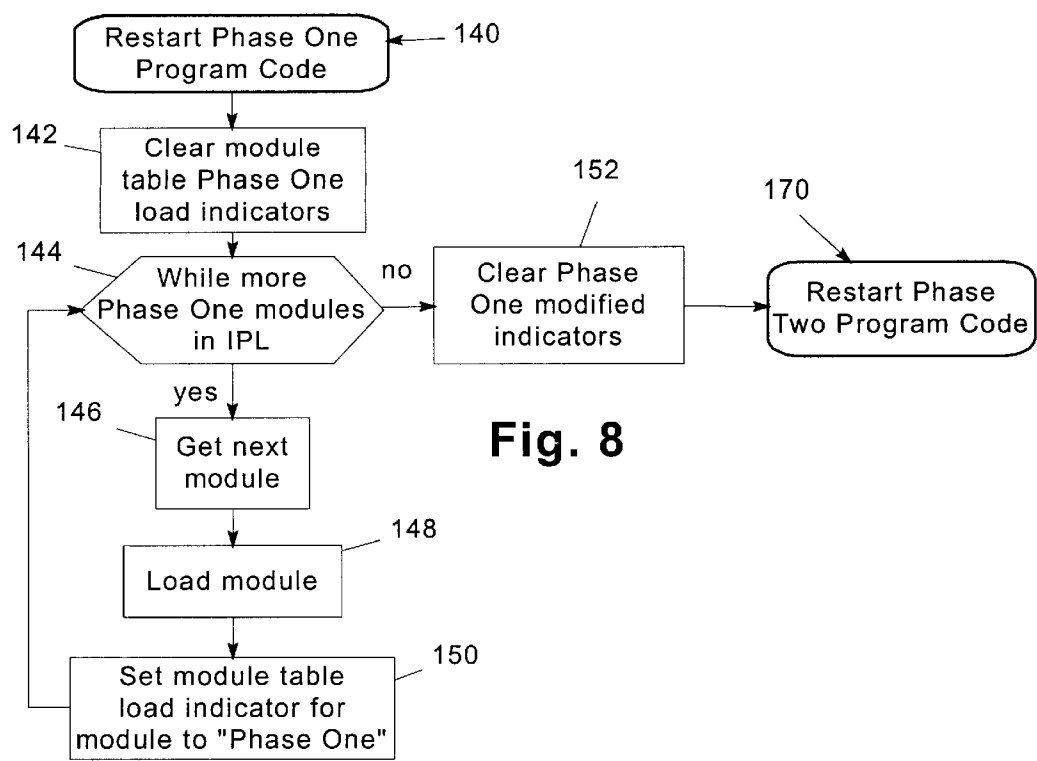 Restart Phase One
Program Code
140
142
Clear module
table Phase One
load indicators
144
While more
Phase One modules
in IPL
no
152
Clear Phase
One modified
indicators
170
Restart Phase
Two Program Code
yes
146
Get next
module
Fig. 8
148
Load module
150
Set module table
load indicator for
module to "Phase One"